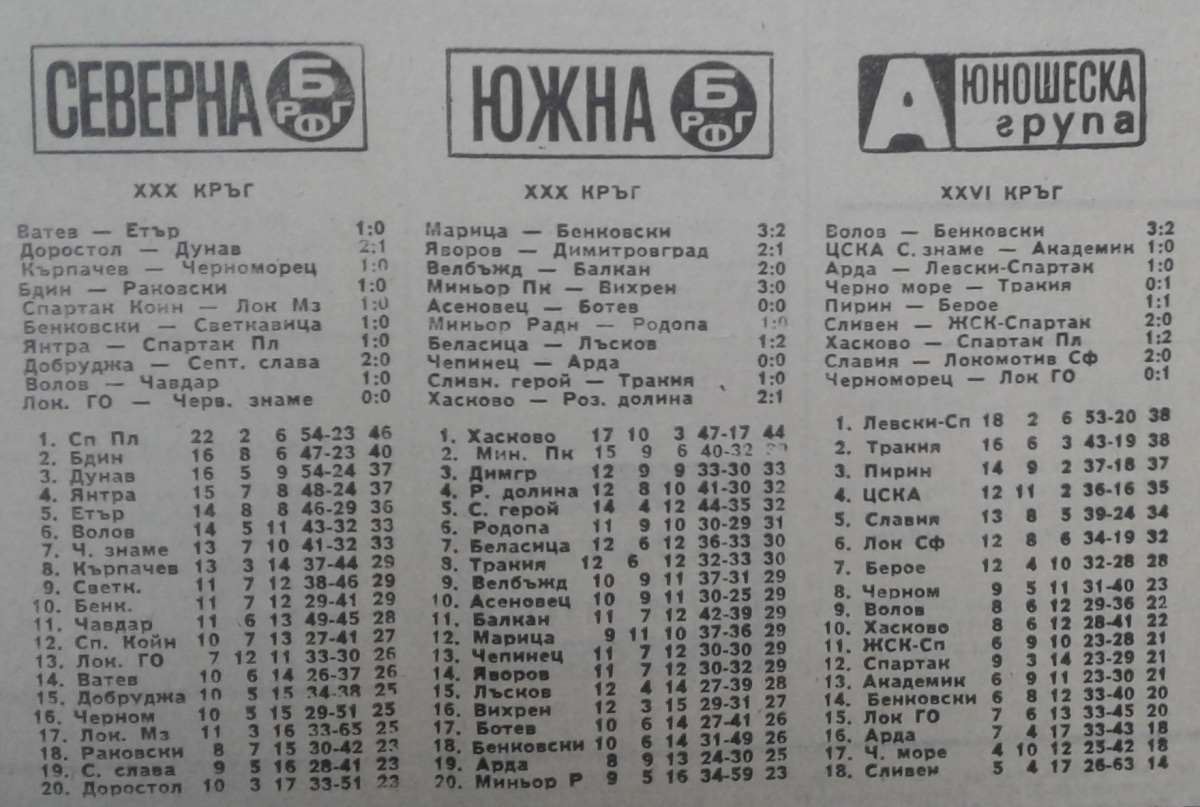 СЕВЕРНА Б РФГ
XXX КРЪГ
Ватев — Етър 1:0
Доростол — Дунав 2:1
Кърпачев — Черноморец 1:0
Бдин — Раковски 1:0
Спартак Койн — Лок Мз 1:0
Бенковски — Светкавица 1:0
Янтра — Спартак Пл 1:0
Добруджа — Септ. слава 2:0
Волов — Чавдар 1:0
Лок. ГО — Черв. знаме 0:0
1. Сп Пл 22 2 6 54-23 46
2. Бдин 16 8 6 47-23 40
3. Дунав 16 5 9 54-24 37
4. Янтра 15 7 8 48-24 37
5. Етър 14 8 8 46-29 36
6. Волов 14 5 11 43-32 33
7. Ч. знаме 13 7 10 41-32 33
8. Кърпачев 13 3 14 37-44 29
9. Светк. 11 7 12 38-46 29
10. Бенк. 11 7 12 29-41 29
11. Чавдар 11 6 13 49-45 28
12. Сп. Койн 10 7 13 27-41 27
13. Лок. ГО 7 12 11 33-30 26
14. Ватев 10 6 14 26-37 26
15. Добруджа 10 5 15 34-38 25
16. Черном 10 5 15 29-51 25
17. Лок. Мз 11 3 16 33-65 25
18. Раковски 8 7 15 30-42 23
19. С. слава 9 5 16 28-41 23
20. Доростол 10 3 17 33-51 23
ЮЖНА Б РФГ
XXX КРЪГ
Марица — Бенковски 3:2
Яворов — Димитровград 2:1
Велбъжд — Балкан 2:0
Миньор Пк — Вихрен 3:0
Асеновец — Ботев 0:0
Миньор Радн — Родопа 1:0
Беласица — Лъсков 1:2
Чепинец — Арда 0:0
Сливн. герой — Тракия 1:0
Хасково — Роз. долина 2:1
1. Хасково 17 10 3 47-17 44
2. Мин. Пк 15 9 6 40-32
3. Димгр 12 9 9 33-30 33
4. Р. долина 12 8 10 41-30 32
5. С. герой 14 4 12 44-35 32
6. Родопа 11 9 10 30-29 31
7. Беласица 12 6 12 36-33 30
8. Тракия 12 6 12 32-33 30
9. Велбъжд 10 9 11 37-31 29
10. Асеновец 10 9 11 30-25 29
11. Балкан 11 7 12 42-39 29
12. Марица 9 11 10 37-36 29
13. Чепинец 11 7 12 30-30 29
14. Яворов 11 7 12 30-32 29
15. Лъсков 12 4 14 27-39 28
16. Вихрен 12 3 15 29-31 27
17. Ботев 10 6 14 27-41 26
18. Бенковски 10 6 14 31-49 26
19. Арда 8 9 13 24-30 25
20. Миньор Р 9 5 16 34-59 23
А ЮНОШЕСКА група
XXVI КРЪГ
Волов — Бенковски 3:2
ЦСКА С. знаме — Академик 1:0
Арда — Левски-Спартак 1:0
Черно море — Тракия 0:1
Пирин — Берое 1:1
Сливен — ЖСК-Спартак 2:0
Хасково — Спартак Пл 1:2
Славия — Локомотив Сф 2:0
Черноморец — Лок ГО 0:1
1. Левски-Сп 18 2 6 53-20 38
2. Тракия 16 6 3 43-19 38
3. Пирин 14 9 2 37-18 37
4. ЦСКА 12 11 2 36-16 35
5. Славия 13 8 5 39-24 34
6. Лок Сф 12 8 6 34-19 32
7. Берое 12 4 10 32-28 28
8. Черном 9 5 11 31-40 23
9. Волов 8 6 12 29-36 22
10. Хасково 8 6 12 28-41 22
11. ЖСК-Сп 6 9 10 23-28 21
12. Спартак 9 3 14 23-29 21
13. Академик 6 9 11 23-30 21
14. Бенковски 6 8 12 33-40 20
15. Лок ГО 7 6 13 33-45 20
16. Арда 7 4 17 33-43 18
17. Ч. море 4 10 12 25-42 18
18. Сливен 5 4 17 26-63 14